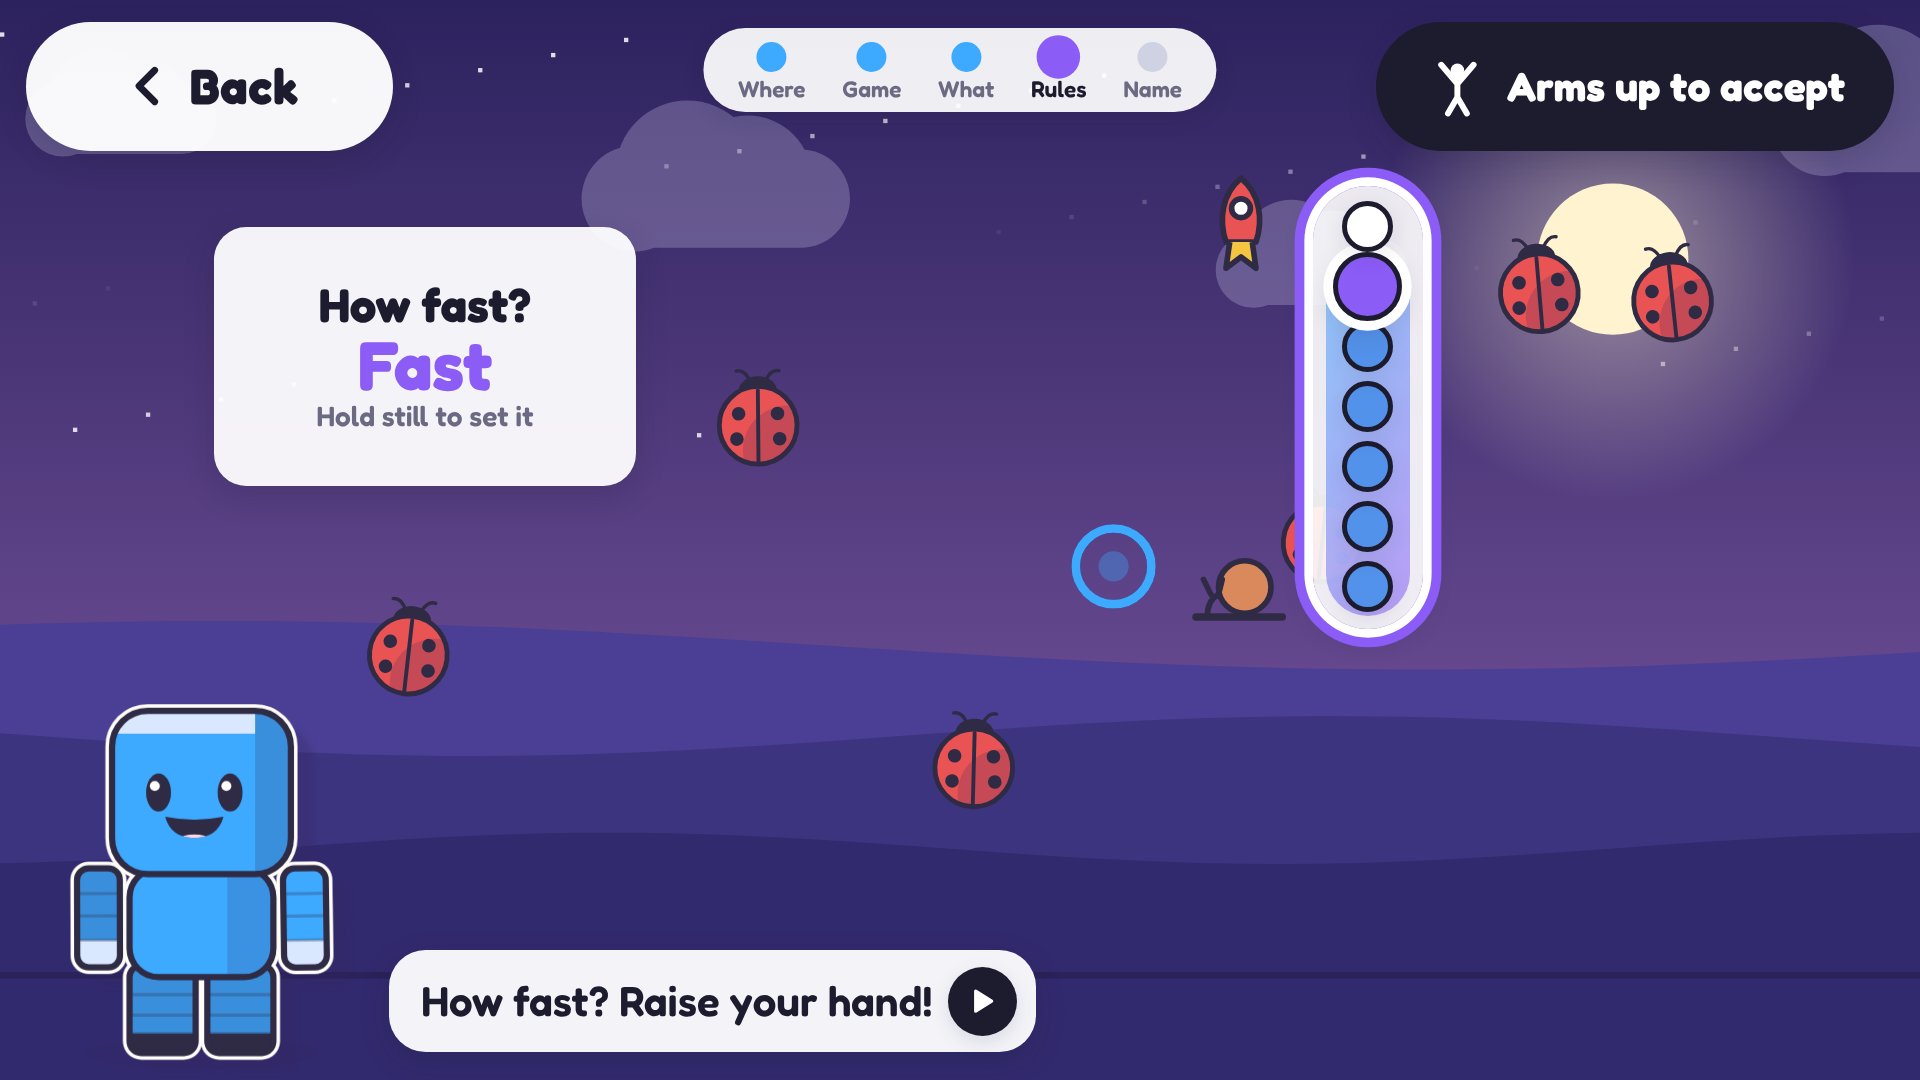 Back
Where
Game
What
Rules
Name
Arms up to accept
How fast?
Fast
Hold still to set it
How fast? Raise your hand!